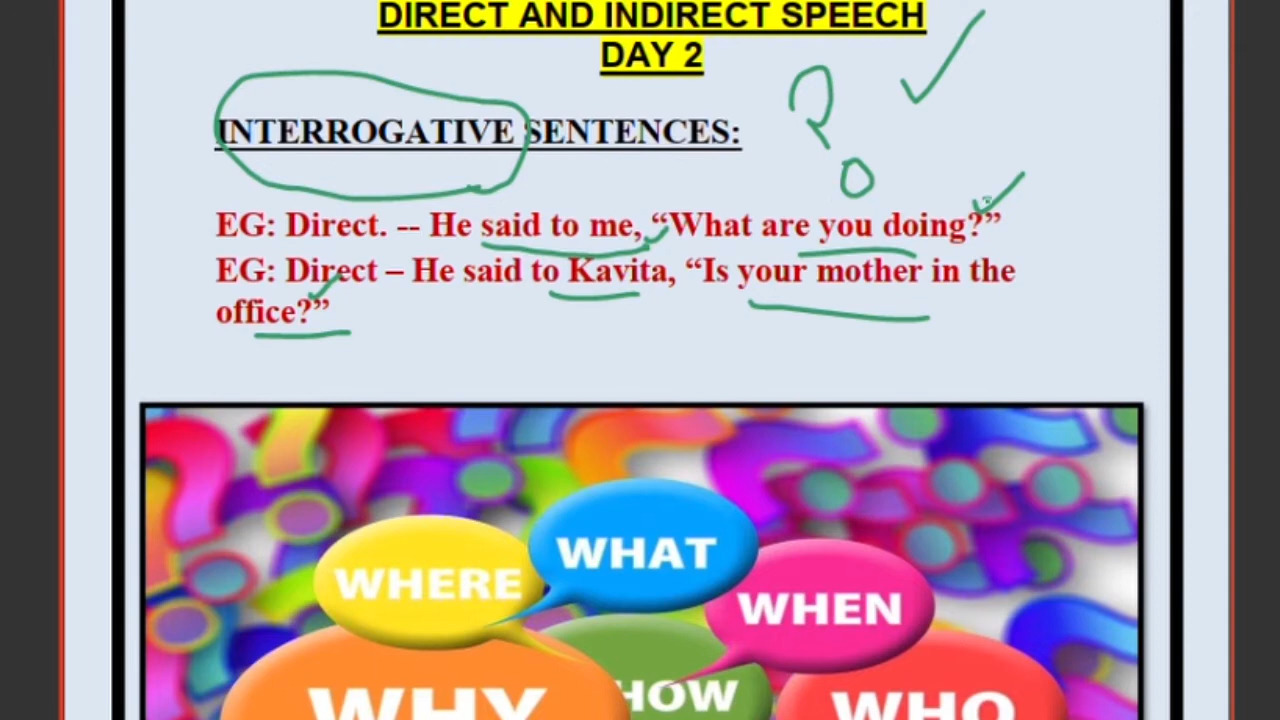 DIRECT AND INDIRECT SPEECH
DAY 2
INTERROGATIVE SENTENCES:
EG: Direct. -- He said to me, “What are you doing?”
EG: Direct – He said to Kavita, “Is your mother in the
office?”
WHAT
WHERE
WHEN
HOW
WHY
WHO